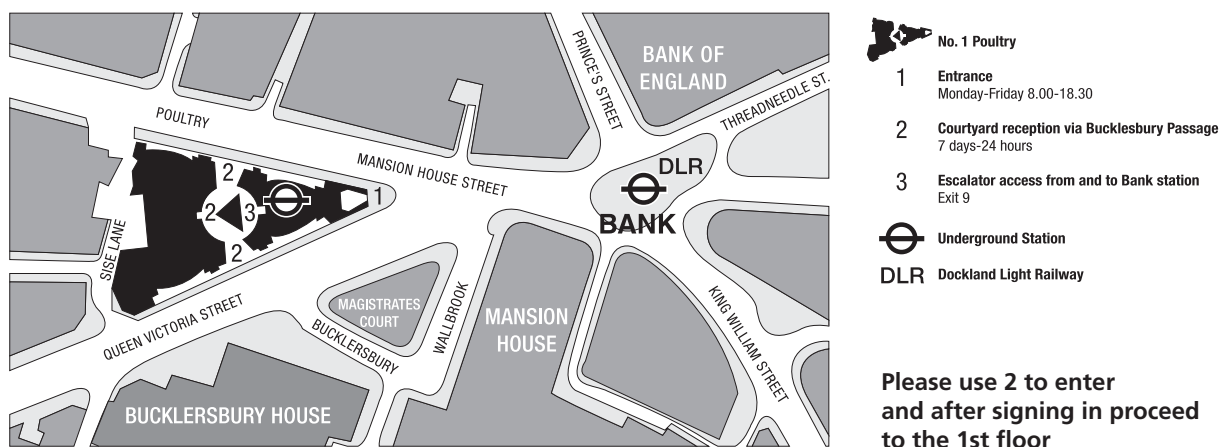 POULTRY
MANSION HOUSE STREET
PRINCE'S STREET
BANK OF
ENGLAND
THREADNEEDLE ST.
DLR
BANK
1
2
2
3
2
SISE LANE
QUEEN VICTORIA STREET
MAGISTRATES
COURT
BUCKLERSBURY
WALLBROOK
MANSION
HOUSE
KING WILLIAM STREET
BUCKLERSBURY HOUSE
No. 1 Poultry
1 Entrance
Monday-Friday 8.00-18.30
2 Courtyard reception via Bucklesbury Passage
7 days-24 hours
3 Escalator access from and to Bank station
Exit 9
Underground Station
DLR Dockland Light Railway
Please use 2 to enter
and after signing in proceed
to the 1st floor